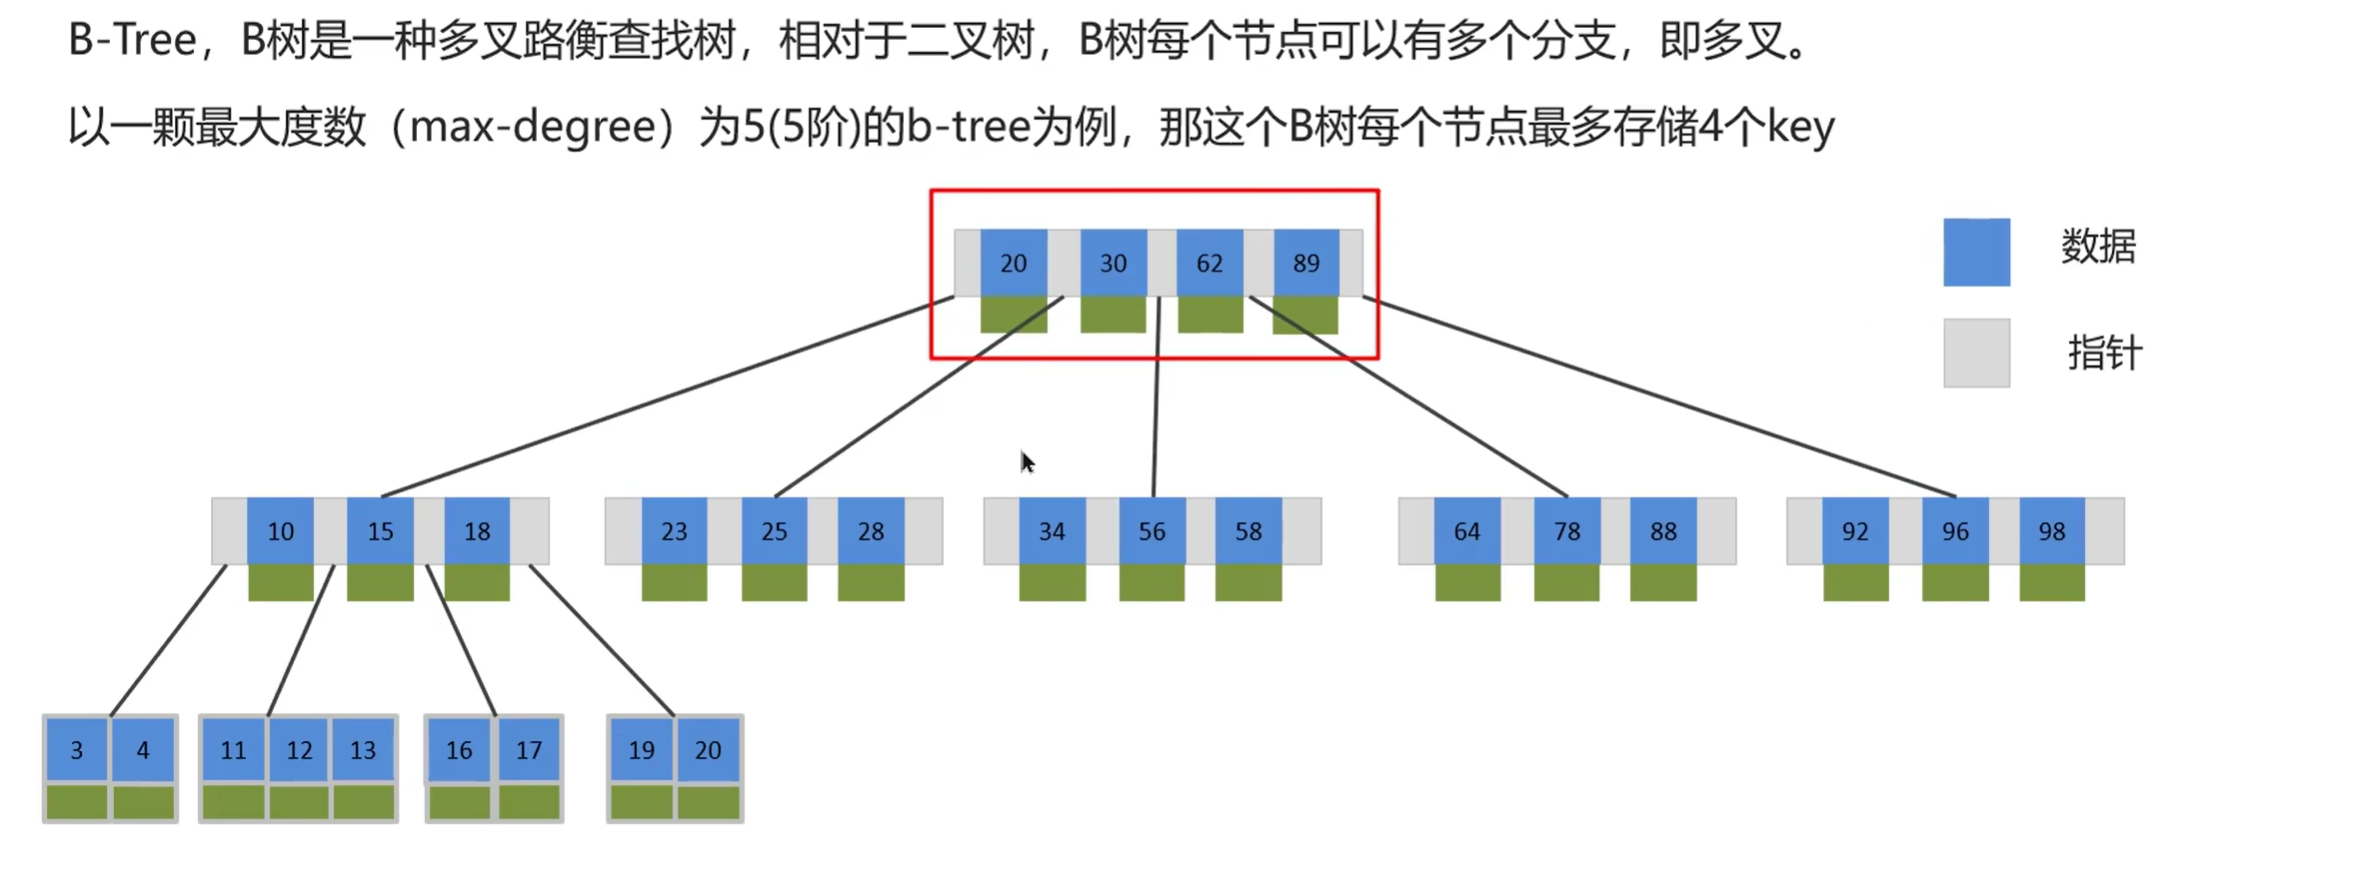 B-Tree，B树是一种多叉路衡查找树，相对于二叉树，B树每个节点可以有多个分支，即多叉。
以一颗最大度数（max-degree）为5(5阶)的b-tree为例，那这个B树每个节点最多存储4个key
20 30 62 89
数据
指针
10 15 18 23 25 28 34 56 58 64 78 88 92 96 98
3 4 11 12 13 16 17 19 20